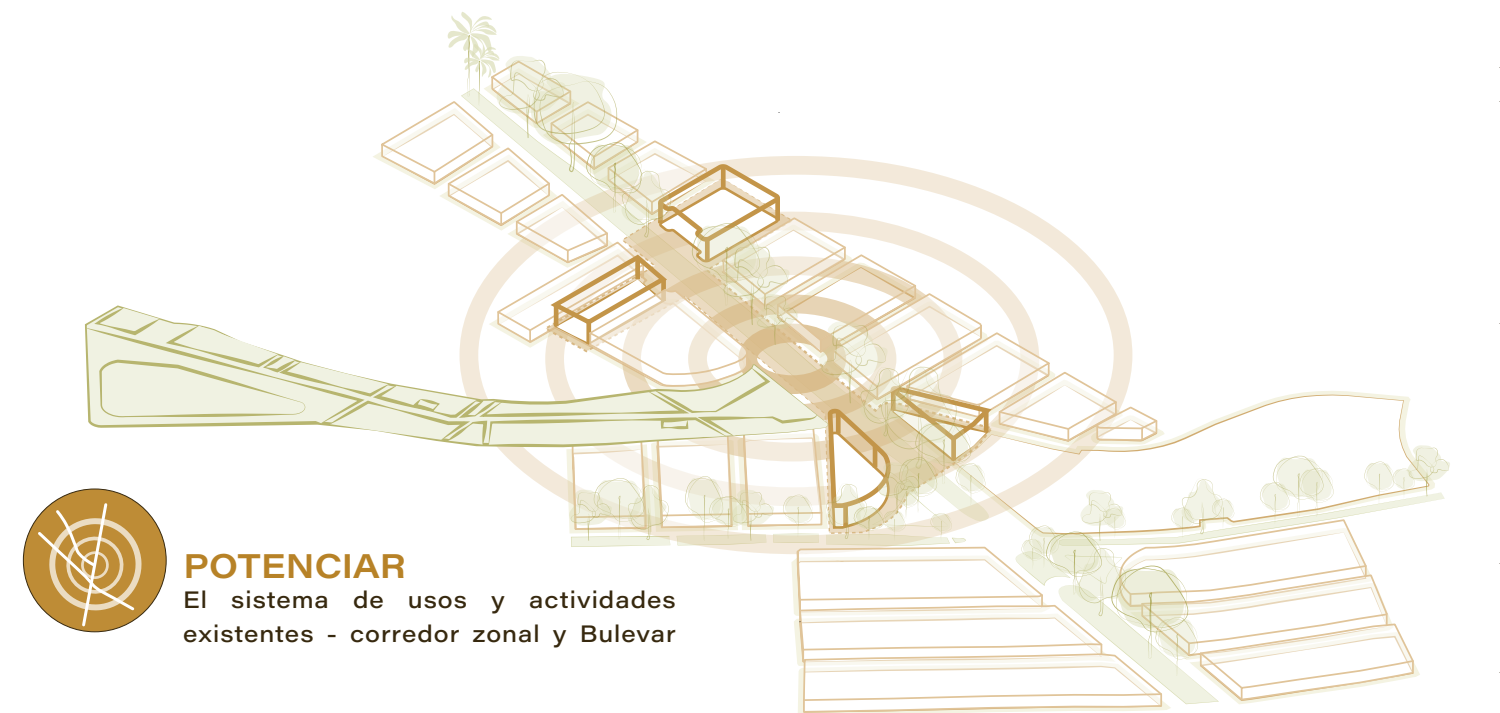 POTENCIAR
El sistema de usos y actividades
existentes - corredor zonal y Bulevar